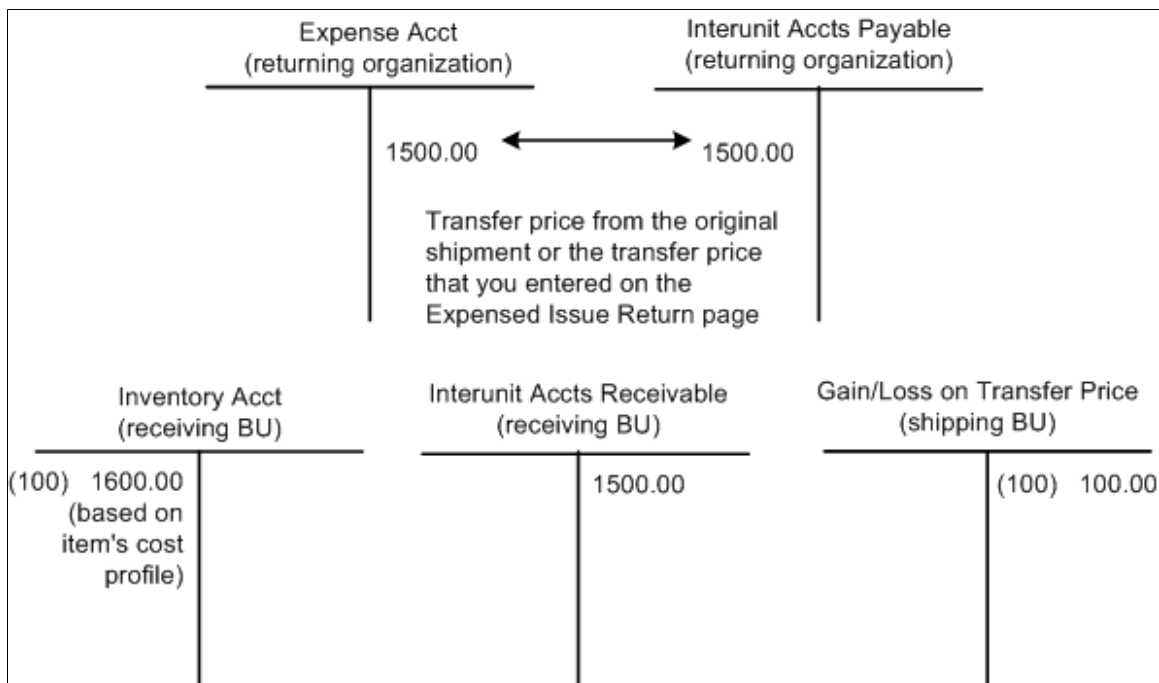 Expense Acct
(returning organization)
Interunit Accts Payable
(returning organization)
1500.00
1500.00
Transfer price from the original
shipment or the transfer price
that you entered on the
Expensed Issue Return page
Inventory Acct
(receiving BU)
Interunit Accts Receivable
(receiving BU)
Gain/Loss on Transfer Price
(shipping BU)
(100) 1600.00
(based on
item's cost
profile)
1500.00
(100) 100.00